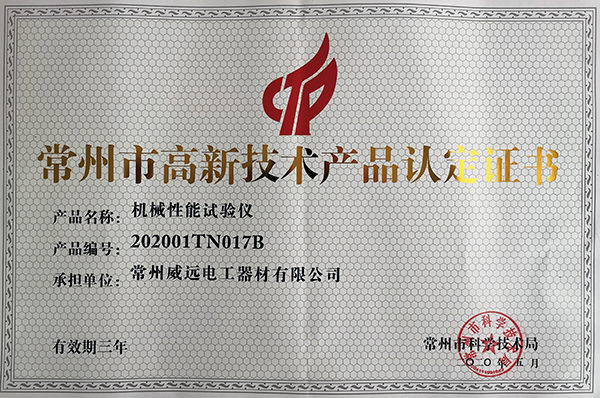 常州市高新技术产品认定证书
产品名称：机械性能试验仪
产品编号：202001TN017B
承担单位：常州威远电工器材有限公司
有效期三年
常州市科学技术局
二〇二〇年五月